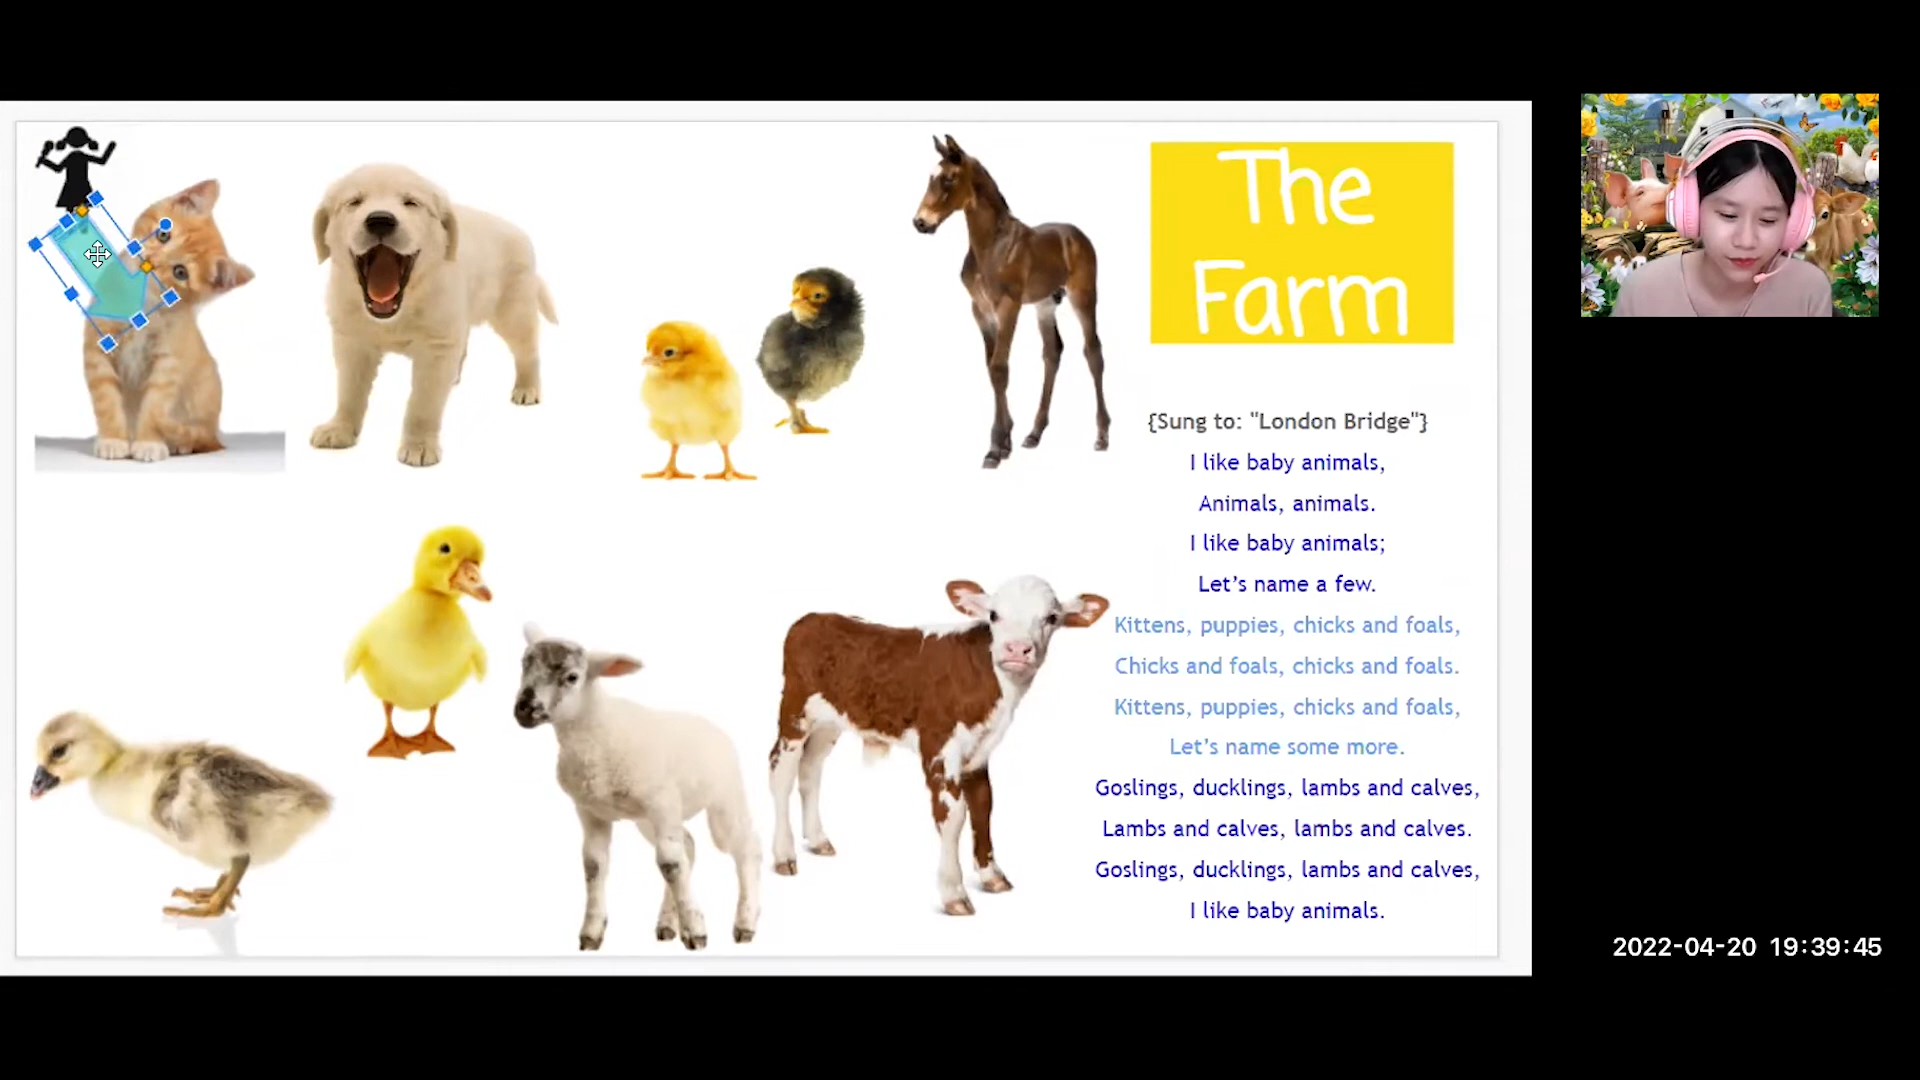 The
Farm
{Sung to: "London Bridge"}
I like baby animals,
Animals, animals.
I like baby animals;
Let’s name a few.
Kittens, puppies, chicks and foals,
Chicks and foals, chicks and foals.
Kittens, puppies, chicks and foals,
Let’s name some more.
Goslings, ducklings, lambs and calves,
Lambs and calves, lambs and calves.
Goslings, ducklings, lambs and calves,
I like baby animals.
2022-04-20 19:39:45